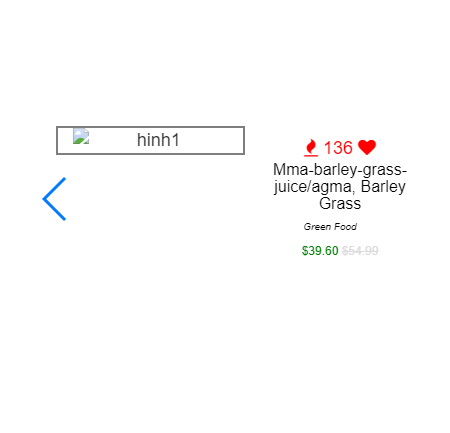 hinh1
136
Mma-barley-grass-
juice/agma, Barley
Grass
Green Food
$39.60 $54.99